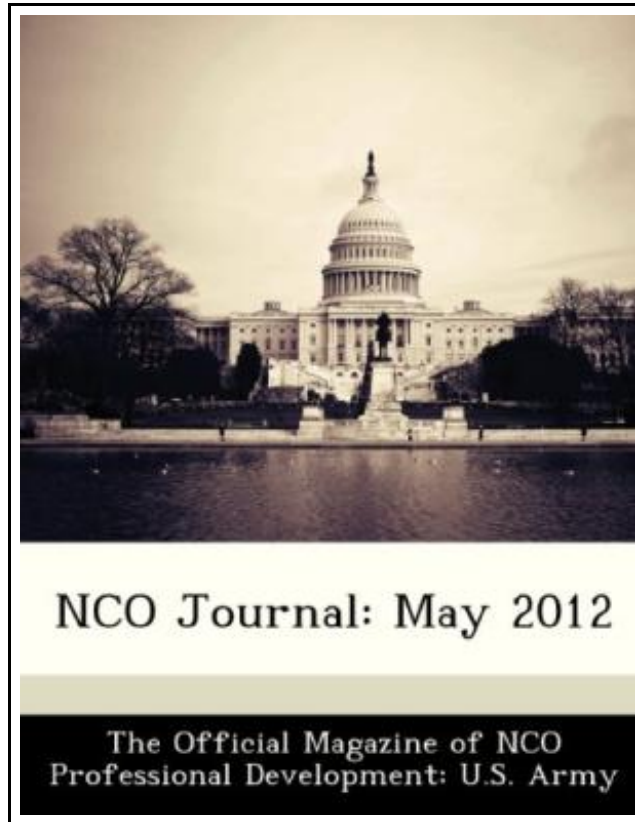 NCO Journal: May 2012
The Official Magazine of NCO
Professional Development: U.S. Army